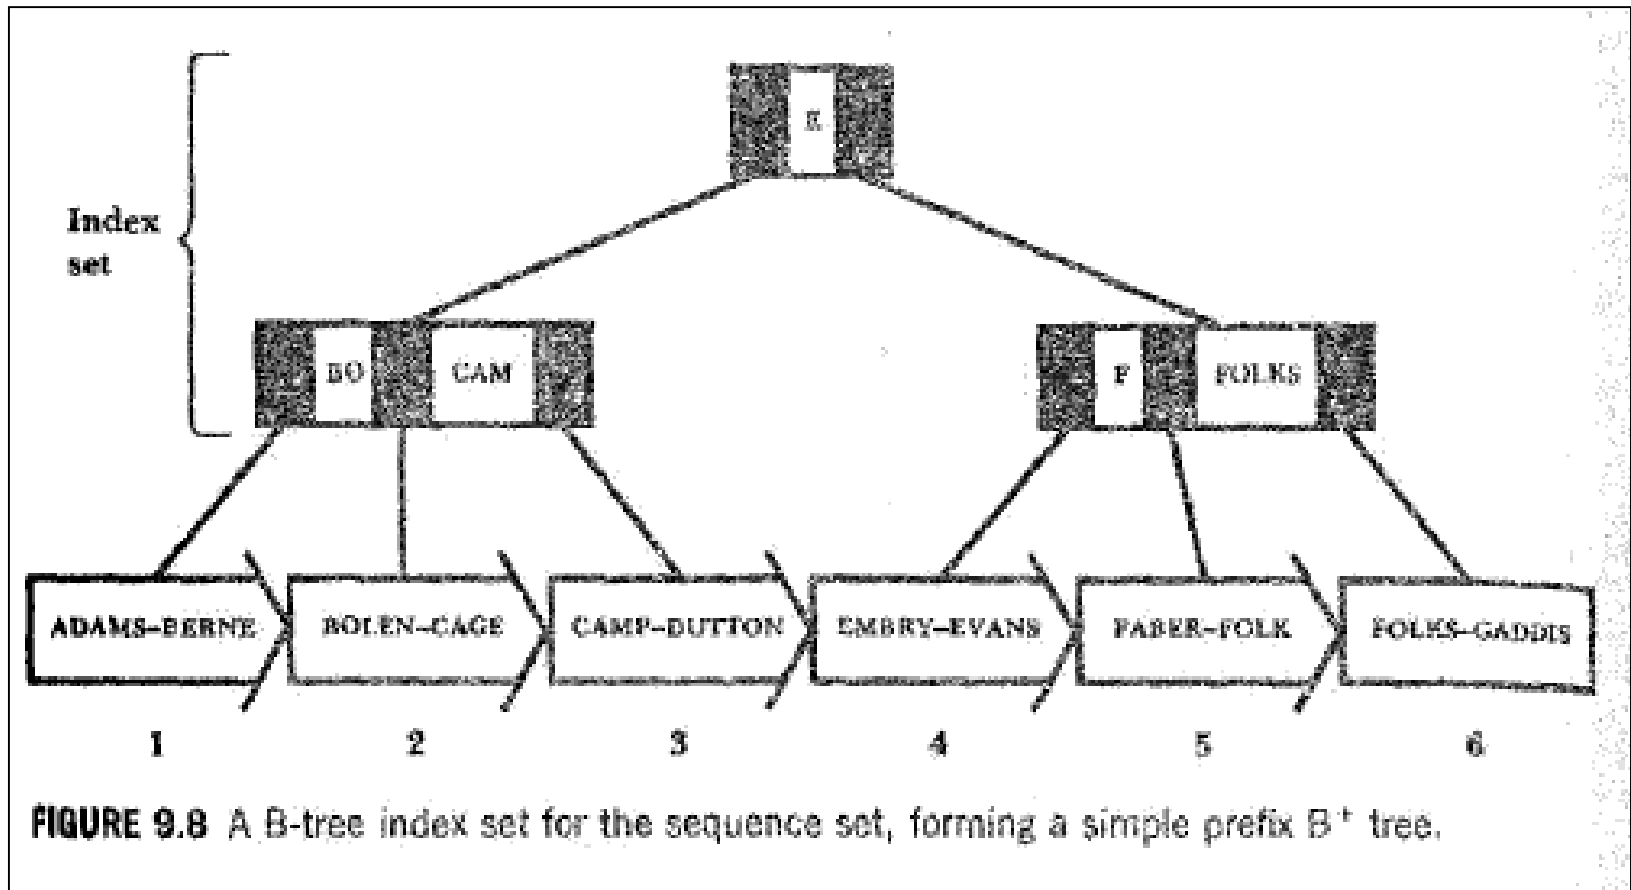 Index
set
E
BO
CAM
F
FOLKS
ADAMS-BERNE
BOLEN-CAGE
CAMP-DUTTON
EMBRY-EVANS
FABER-FOLK
FOLKS-GADDIS
1
2
3
4
5
6
FIGURE 9.8 A B-tree index set for the sequence set, forming a simple prefix B+ tree.